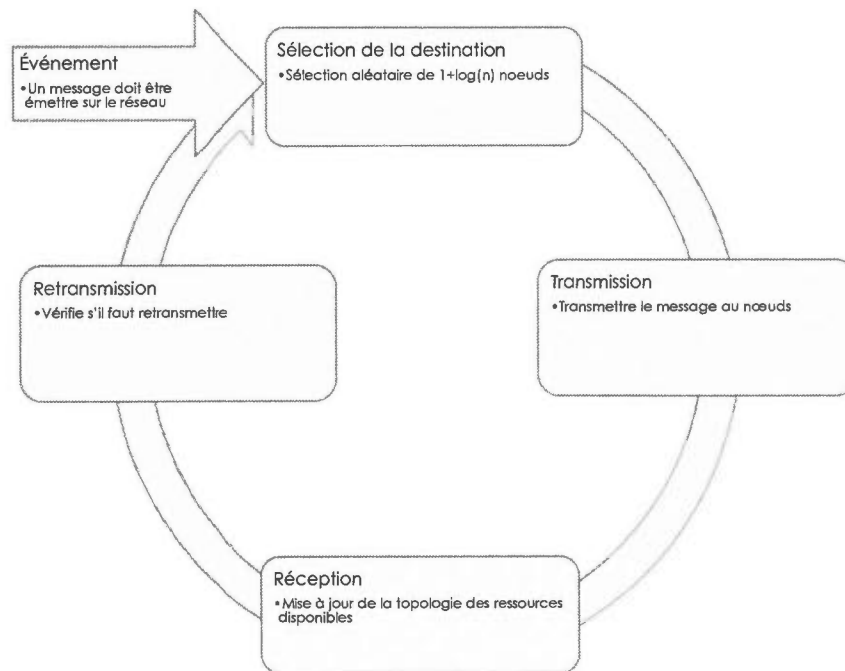 Événement
•Un message doit être
émettre sur le réseau
Sélection de la destination
•Sélection aléatoire de 1+log(n) noeuds
Transmission
•Transmettre le message au nœuds
Réception
•Mise à jour de la topologie des ressources
disponibles
Retransmission
•Vérifie s'il faut retransmettre